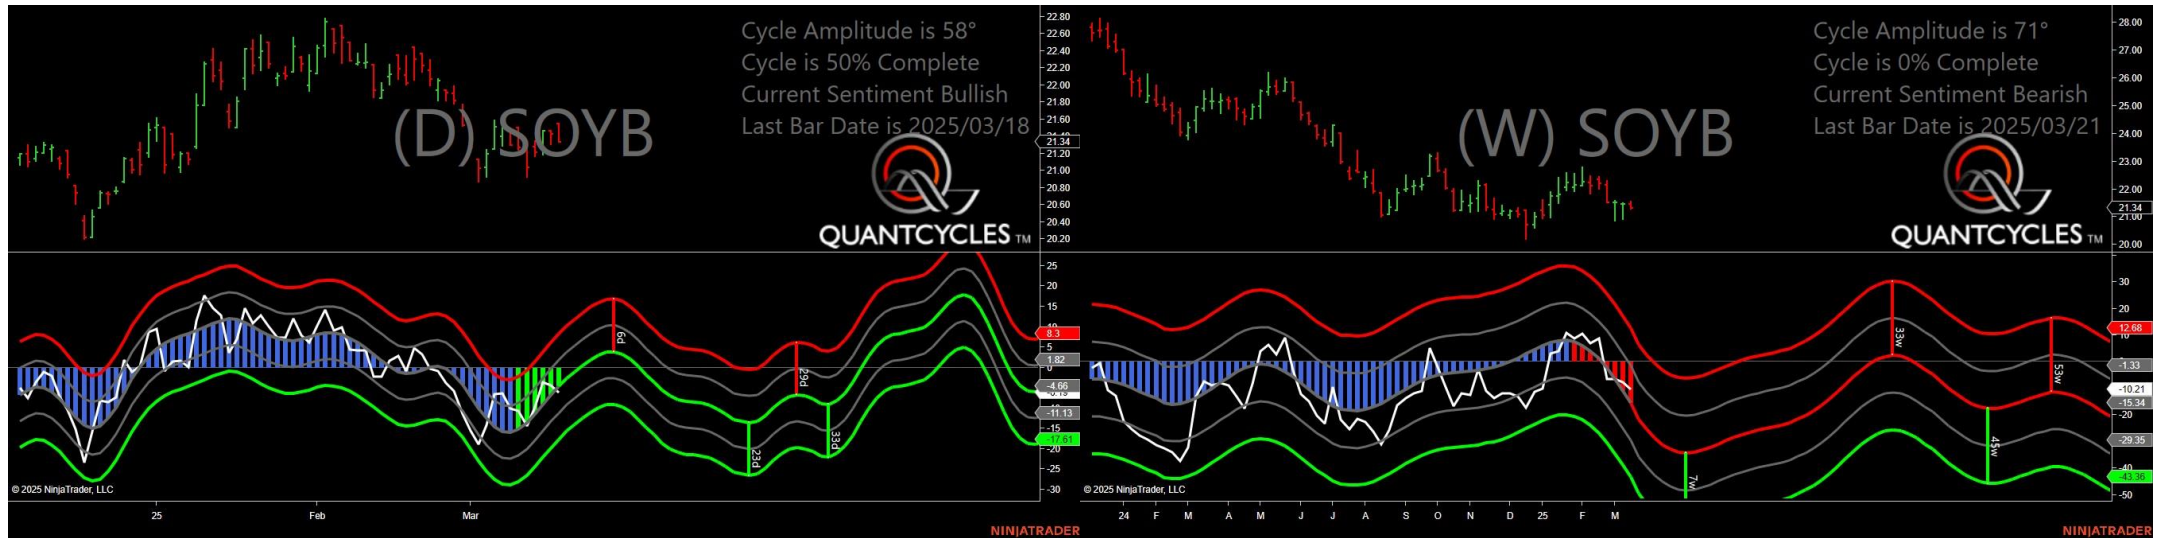 Cycle Amplitude is 58°
Cycle is 50% Complete
Current Sentiment Bullish
Last Bar Date is 2025/03/18
(D) SOYB
QUANTCYCLES TM
22.80
22.60
22.40
22.20
22.00
21.80
21.60
21.34
21.20
21.00
20.80
20.60
20.40
20.20
25
20
15
8.3
5
1.82
0
-4.66
-11.13
-15
-17.61
-20
-25
-30
6d
29d
23d
33d
© 2025 NinjaTrader, LLC
25 Feb Mar
NINJATRADER
Cycle Amplitude is 71°
Cycle is 0% Complete
Current Sentiment Bearish
Last Bar Date is 2025/03/21
(W) SOYB
QUANTCYCLES TM
28.00
27.00
26.00
25.00
24.00
23.00
22.00
21.34
21.00
20.00
30
20
12.68
10
-1.33
-10.21
-15.34
-20
-29.35
-40
-43.36
-50
33w
53w
45w
7w
© 2025 NinjaTrader, LLC
24 F M A M J J A S O N D 25 F M
NINJATRADER